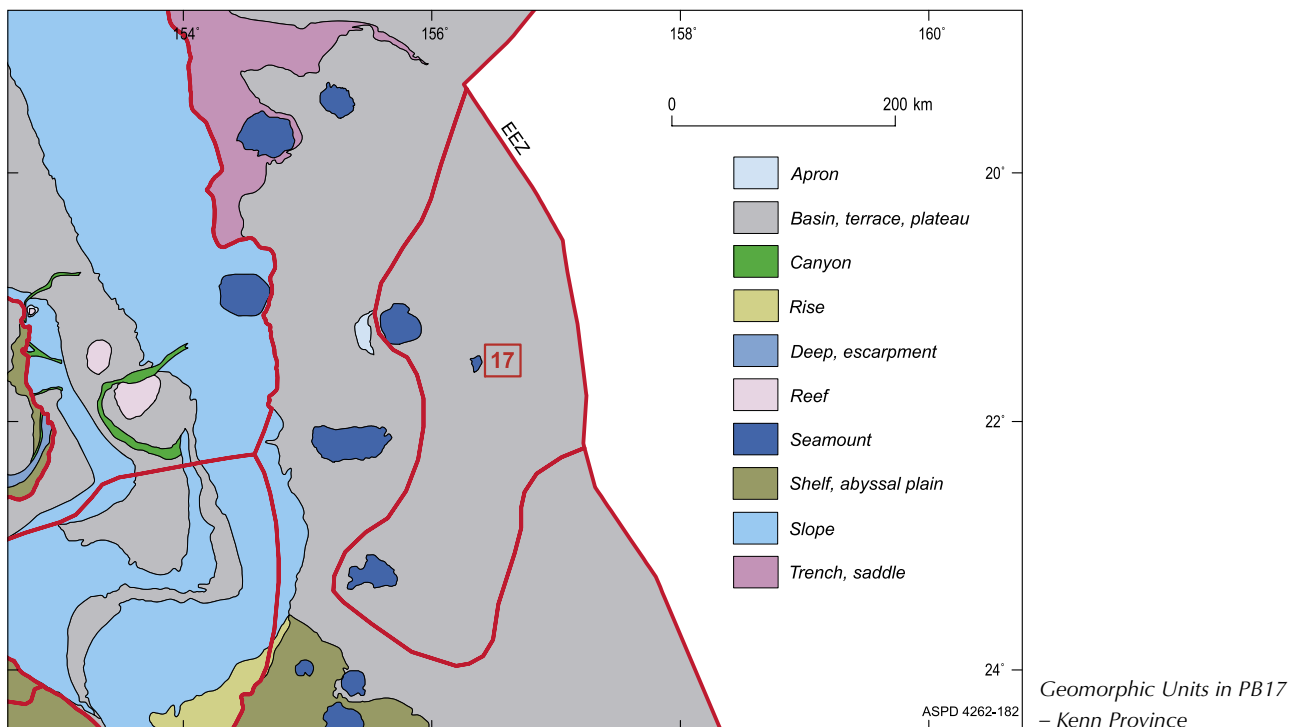 154°
156°
158°
160°
0
200 km
EEZ
Apron
20°
Basin, terrace, plateau
Canyon
Rise
Deep, escarpment
17
Reef
22°
Seamount
Shelf, abyssal plain
Slope
Trench, saddle
24°
Geomorphic Units in PB17
ASPD 4262-182
– Kenn Province